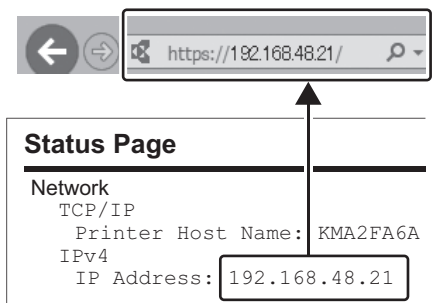 https://192.168.48.21/
Status Page
Network
TCP/IP
Printer Host Name: KMA2FA6A
IPv4
IP Address: 192.168.48.21